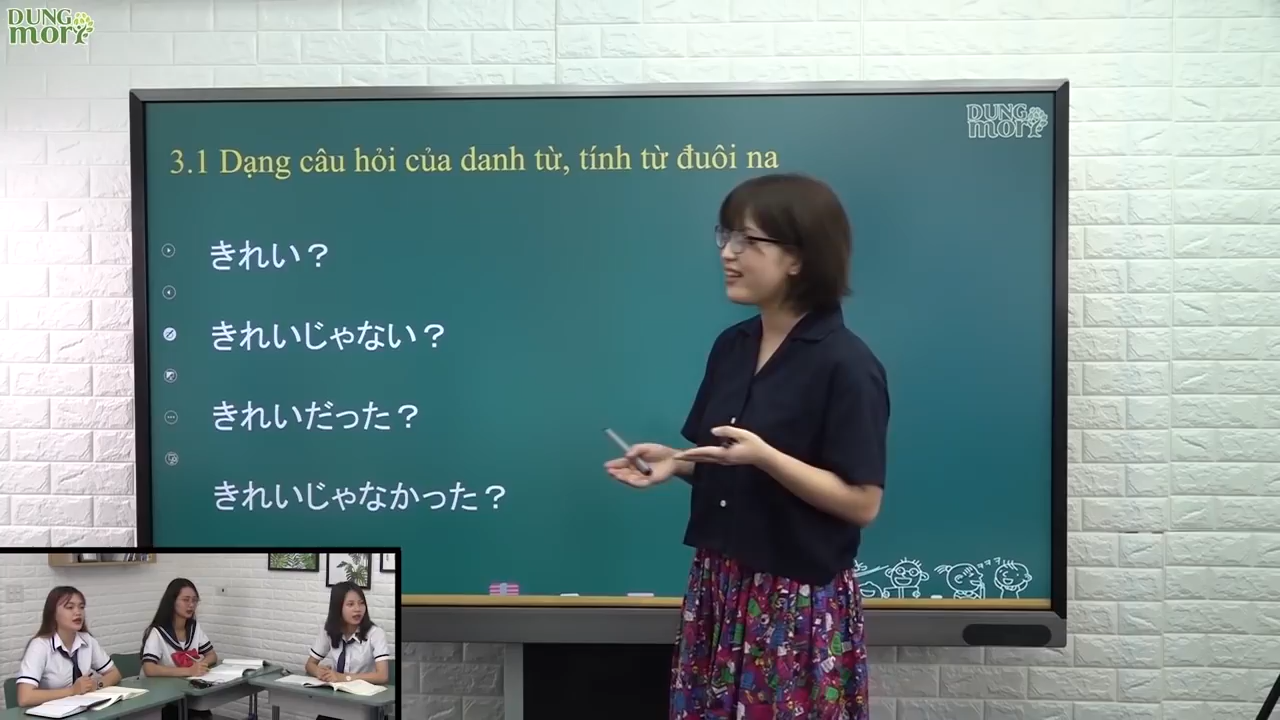 DUNG
mori
DUNG
mori
3.1 Dạng câu hỏi của danh từ, tính từ đuôi na
きれい？
きれいじゃない？
きれいだった？
きれいじゃなかった？